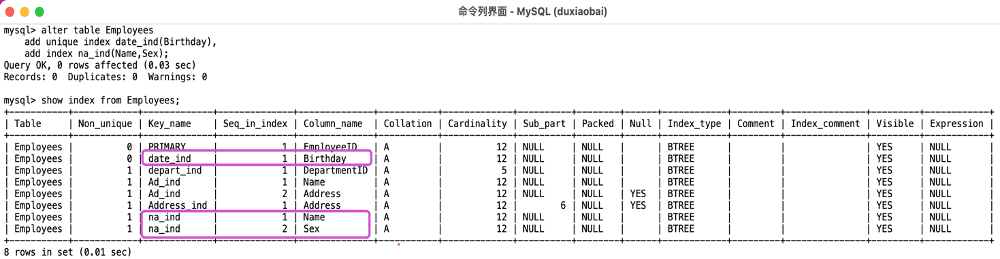 命令列界面 - MySQL (duxiaobai)
mysql> alter table Employees
    add unique index date_ind(Birthday),
    add index na_ind(Name,Sex);
Query OK, 0 rows affected (0.03 sec)
Records: 0  Duplicates: 0  Warnings: 0
mysql> show index from Employees;
+-----------+------------+-------------+--------------+--------------+-----------+-------------+----------+--------+------+------------+---------+---------------+---------+------------+
| Table     | Non_unique | Key_name    | Seq_in_index | Column_name  | Collation | Cardinality | Sub_part | Packed | Null | Index_type | Comment | Index_comment | Visible | Expression |
+-----------+------------+-------------+--------------+--------------+-----------+-------------+----------+--------+------+------------+---------+---------------+---------+------------+
| Employees |          0 | PRIMARY     |            1 | EmployeeID   | A         |          12 | NULL     | NULL   |      | BTREE      |         |               | YES     | NULL       |
| Employees |          0 | date_ind    |            1 | Birthday     | A         |          12 | NULL     | NULL   |      | BTREE      |         |               | YES     | NULL       |
| Employees |          1 | depart_ind  |            1 | DepartmentID | A         |           5 | NULL     | NULL   |      | BTREE      |         |               | YES     | NULL       |
| Employees |          1 | Ad_ind      |            1 | Name         | A         |          12 | NULL     | NULL   |      | BTREE      |         |               | YES     | NULL       |
| Employees |          1 | Ad_ind      |            2 | Address      | A         |          12 | NULL     | NULL   | YES  | BTREE      |         |               | YES     | NULL       |
| Employees |          1 | Address_ind |            1 | Address      | A         |          12 |        6 | NULL   | YES  | BTREE      |         |               | YES     | NULL       |
| Employees |          1 | na_ind      |            1 | Name         | A         |          12 | NULL     | NULL   |      | BTREE      |         |               | YES     | NULL       |
| Employees |          1 | na_ind      |            2 | Sex          | A         |          12 | NULL     | NULL   |      | BTREE      |         |               | YES     | NULL       |
+-----------+------------+-------------+--------------+--------------+-----------+-------------+----------+--------+------+------------+---------+---------------+---------+------------+
8 rows in set (0.01 sec)